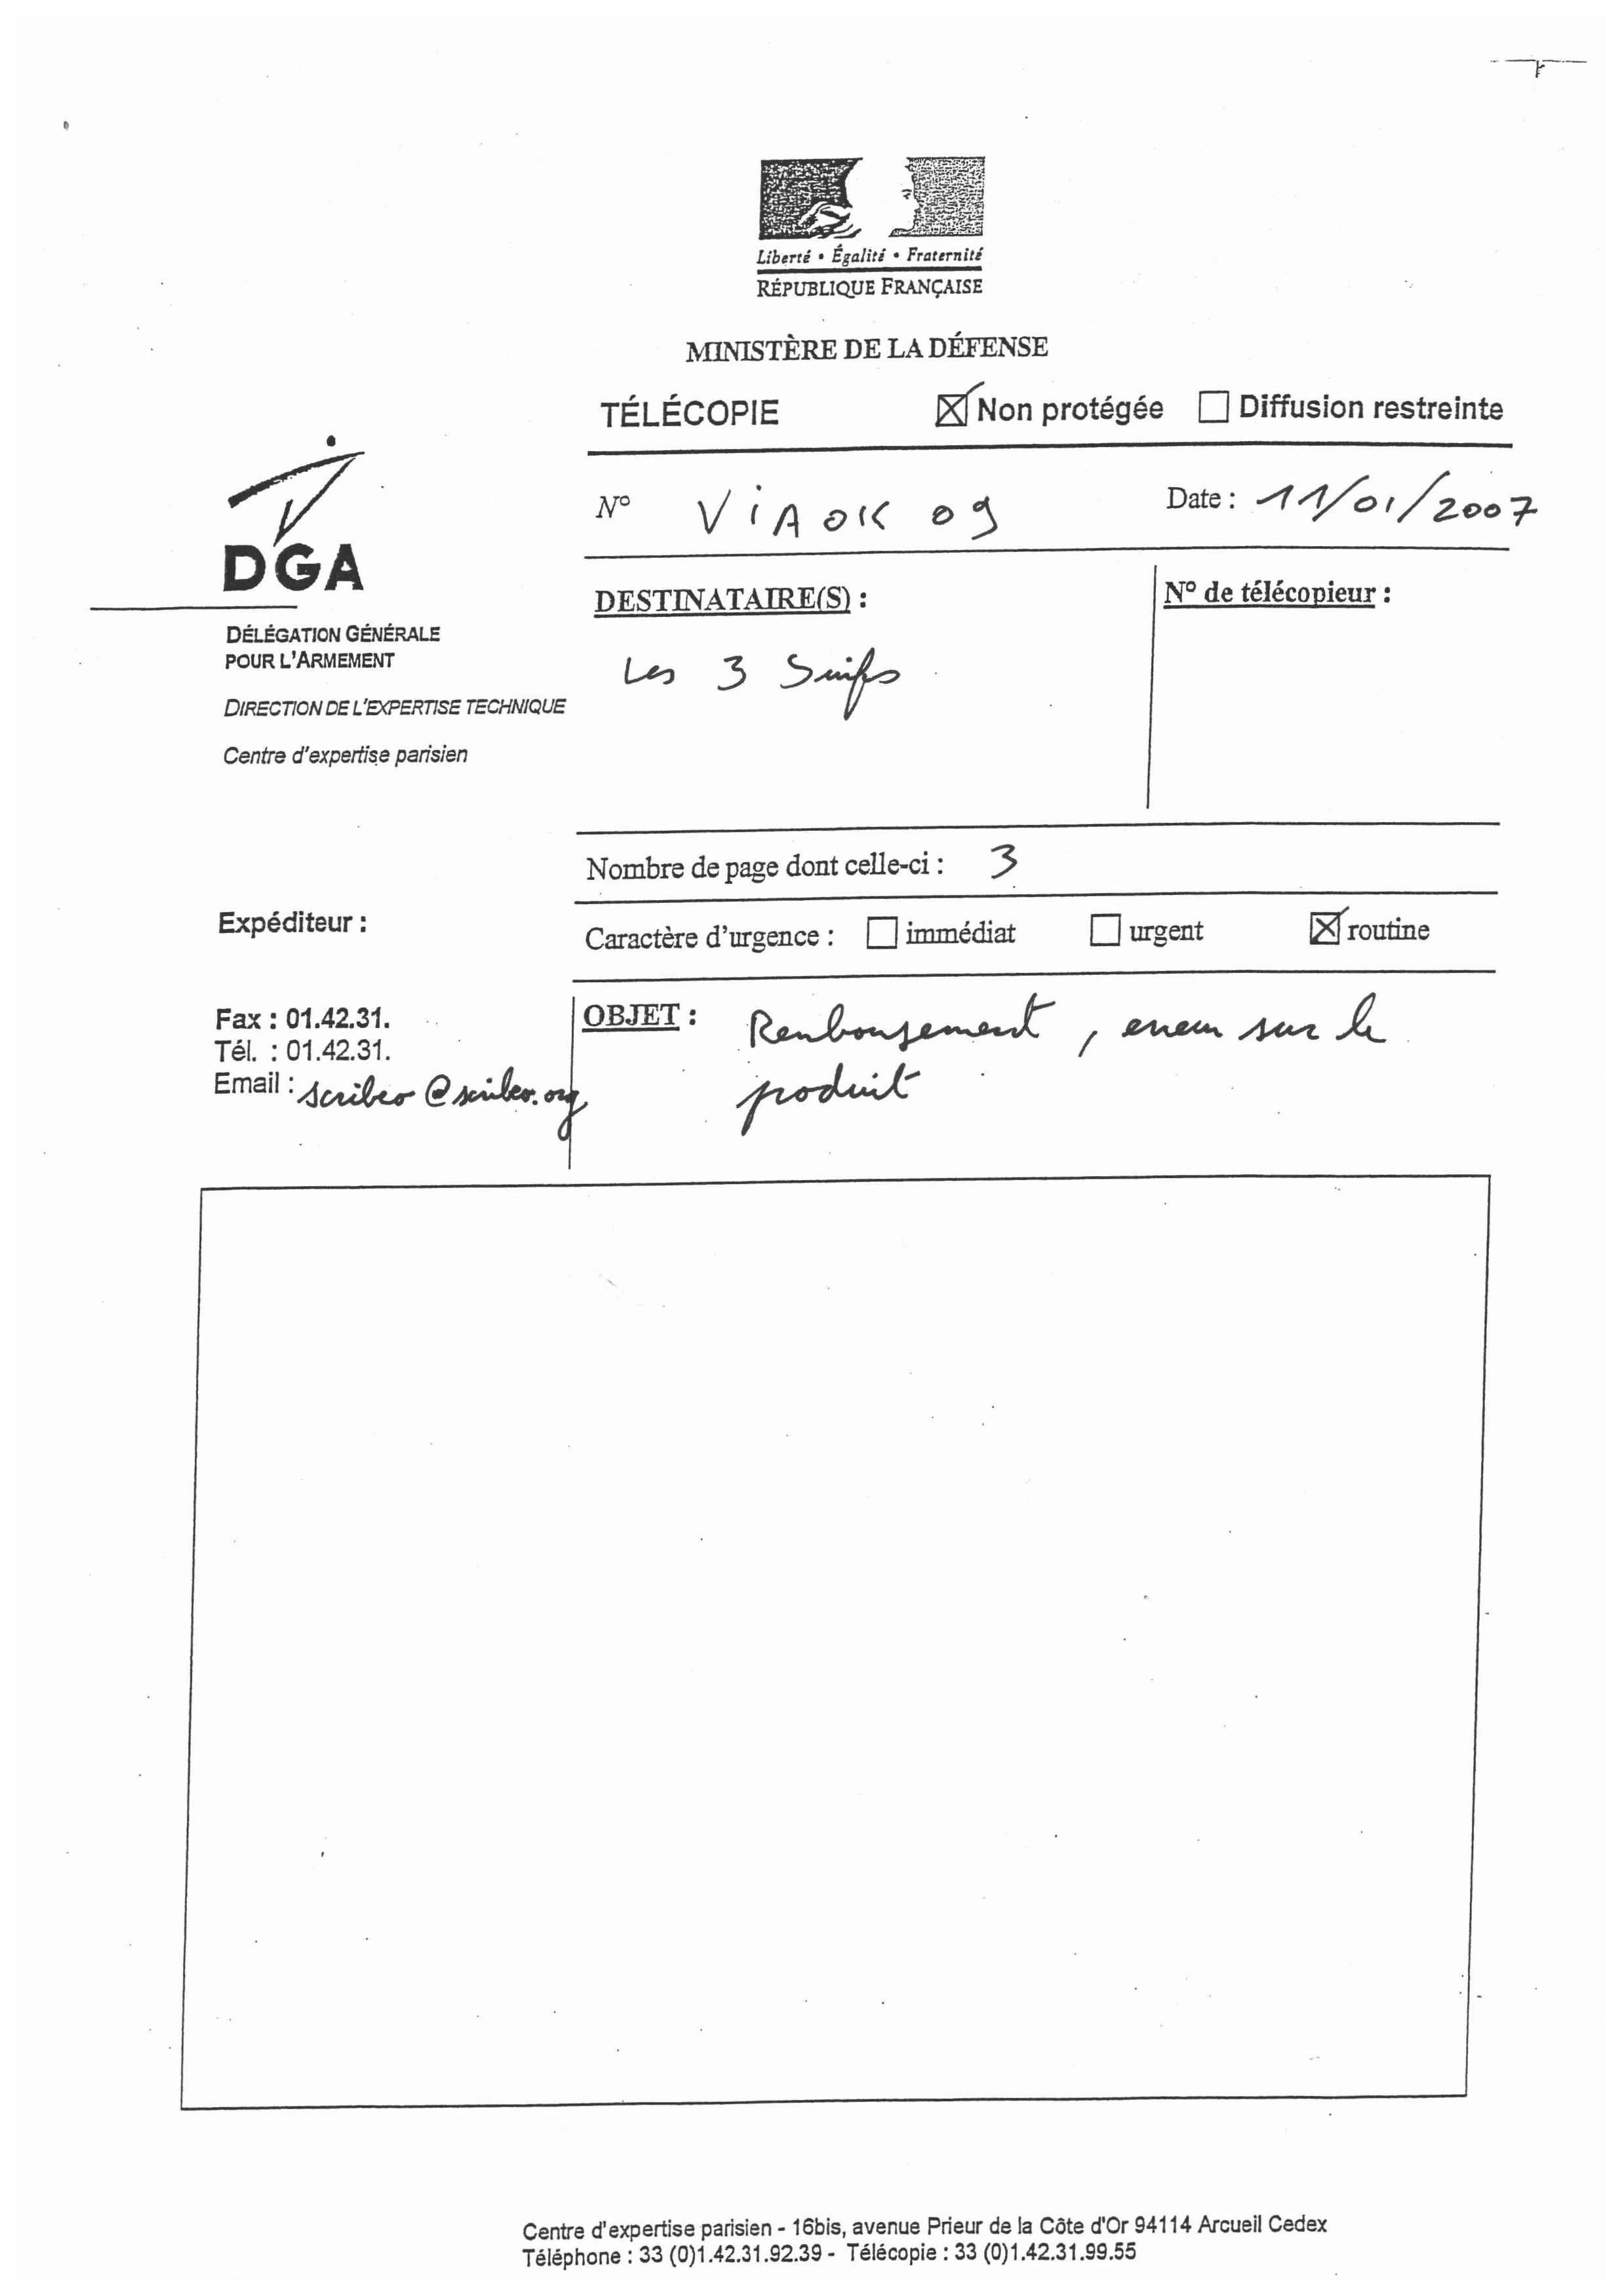 Liberté • Égalité • Fraternité
RÉPUBLIQUE FRANÇAISE
MINISTÈRE DE LA DÉFENSE
TÉLÉCOPIE ☒ Non protégée ☐ Diffusion restreinte
N° ViAOK 09 Date : 11/01/2007
DGA
DÉLÉGATION GÉNÉRALE
POUR L'ARMEMENT
DIRECTION DE L'EXPERTISE TECHNIQUE
Centre d'expertise parisien
DESTINATAIRE(S) : N° de télécopieur :
Les 3 Suifs
Nombre de page dont celle-ci : 3
Expéditeur :
Caractère d'urgence : ☐ immédiat ☐ urgent ☒ routine
Fax : 01.42.31.
Tél. : 01.42.31.
Email : scribeo@scribeo.org
OBJET : Remboursement, erreur sur le
produit
Centre d'expertise parisien - 16bis, avenue Prieur de la Côte d'Or 94114 Arcueil Cedex
Téléphone : 33 (0)1.42.31.92.39 - Télécopie : 33 (0)1.42.31.99.55